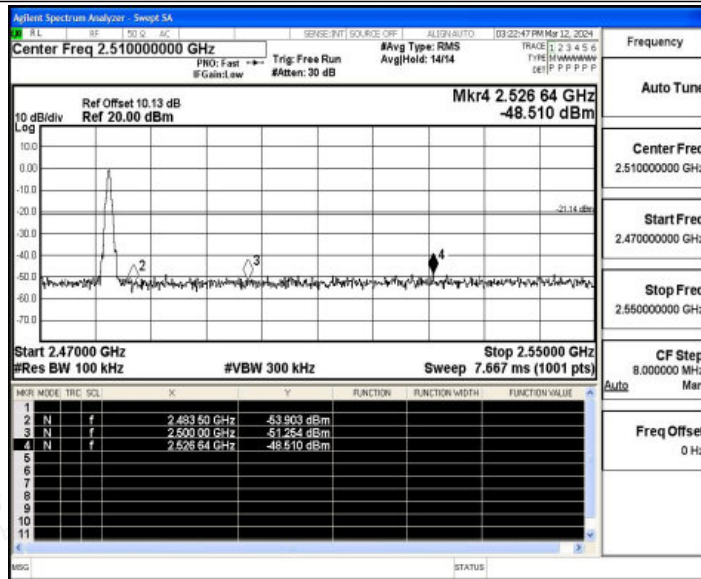 Agilent Spectrum Analyzer - Swept SA
RL RF 50 Ω AC SENSE:INT SOURCE OFF ALIGN AUTO 03:22:47 PM Mar 12, 2024
Center Freq 2.510000000 GHz
PNO: Fast
IFGain:Low
Trig: Free Run
#Atten: 30 dB
#Avg Type: RMS
Avg|Hold: 14/14
TRACE 1 2 3 4 5 6
TYPE MWWWWW
DET P P P P P P
Ref Offset 10.13 dB
10 dB/div Ref 20.00 dBm
Mkr4 2.526 64 GHz
-48.510 dBm
Log
10.0
0.00
-10.0
-20.0
-21.14 dBm
-30.0
-40.0
-50.0
-60.0
-70.0
2
3
4
Start 2.47000 GHz Stop 2.55000 GHz
#Res BW 100 kHz #VBW 300 kHz Sweep 7.667 ms (1001 pts)
MKR MODE TRC SCL X Y FUNCTION FUNCTION WIDTH FUNCTION VALUE
1
2 N f 2.483 50 GHz -53.903 dBm
3 N f 2.500 00 GHz -51.254 dBm
4 N f 2.526 64 GHz -48.510 dBm
5
6
7
8
9
10
11
MSG STATUS
Frequency
Auto Tune
Center Freq
2.510000000 GHz
Start Freq
2.470000000 GHz
Stop Freq
2.550000000 GHz
CF Step
8.000000 MHz
Auto Man
Freq Offset
0 Hz